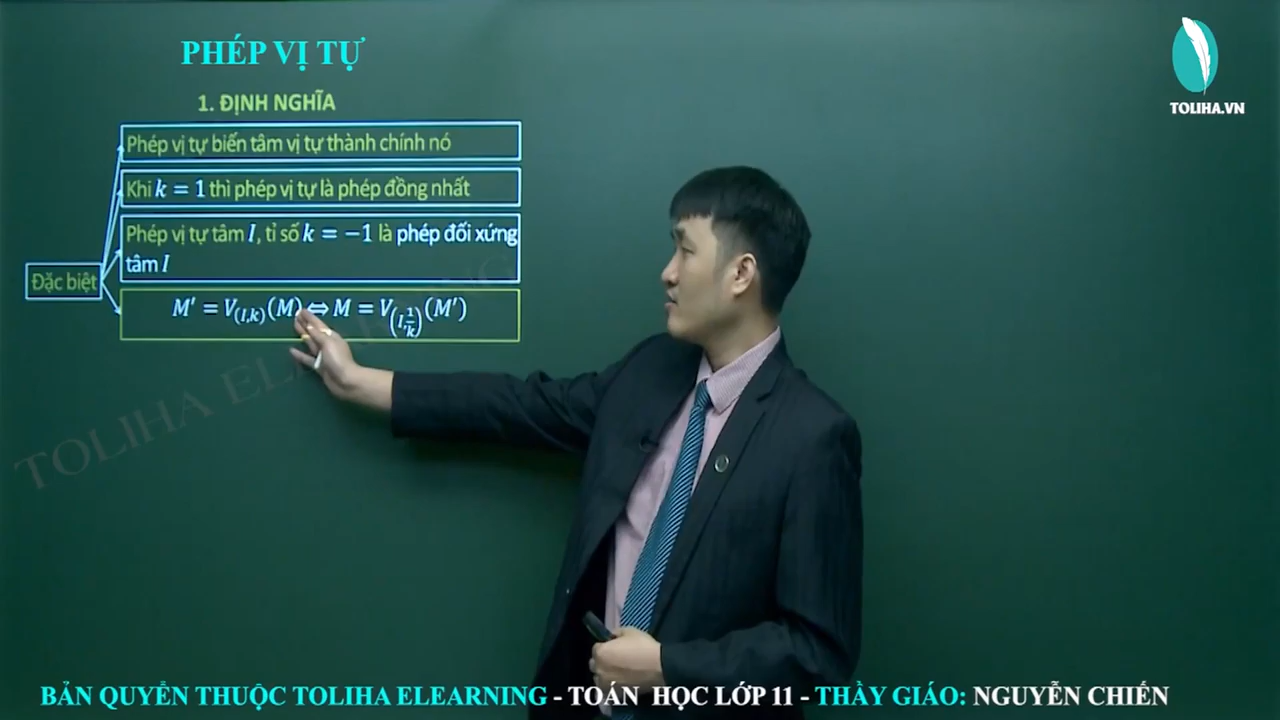 PHÉP VỊ TỰ
TOLIHA.VN
1. ĐỊNH NGHĨA
Phép vị tự biến tâm vị tự thành chính nó
Khi k = 1 thì phép vị tự là phép đồng nhất
Phép vị tự tâm I, tỉ số k = −1 là phép đối xứng
tâm I
Đặc biệt
M' = V_(I,k)(M) ⇔ M = V_(I,1/k)(M')
TOLIHA ELEARNING
BẢN QUYỀN THUỘC TOLIHA ELEARNING - TOÁN HỌC LỚP 11 - THẦY GIÁO: NGUYỄN CHIẾN